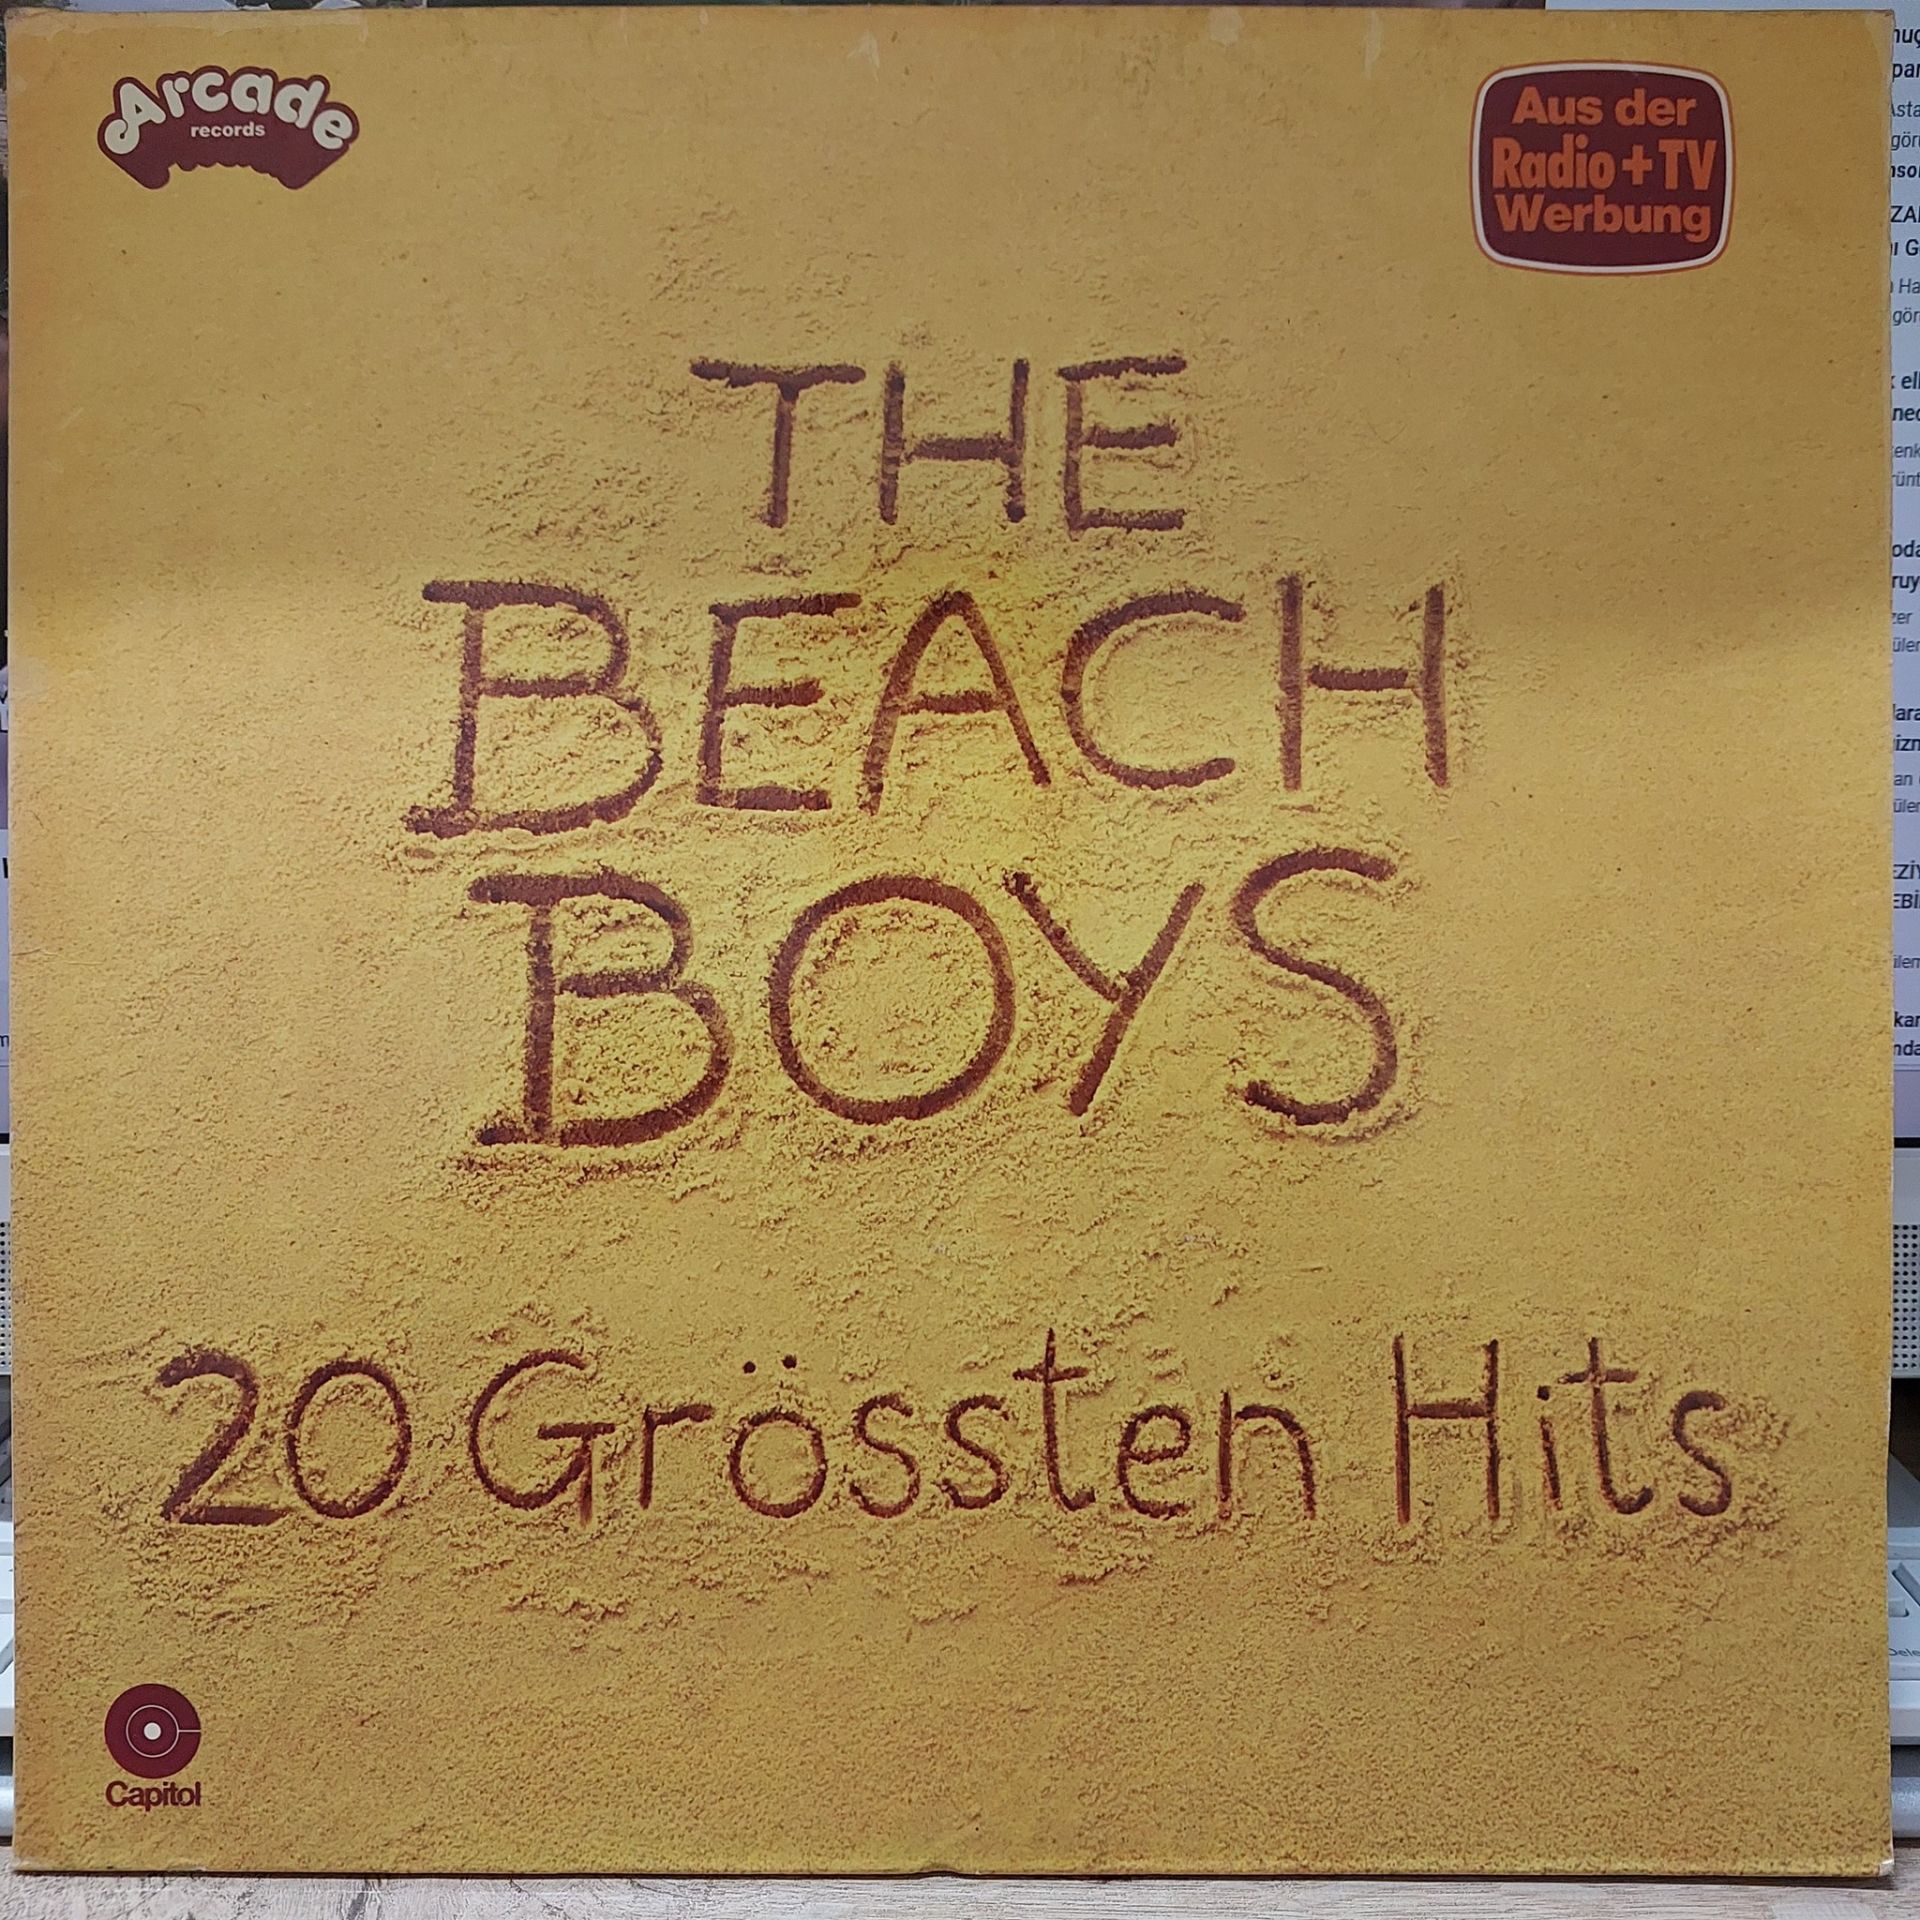 Arcade
records
Aus der
Radio + TV
Werbung
THE
BEACH
BOYS
20 Grössten Hits
Capitol